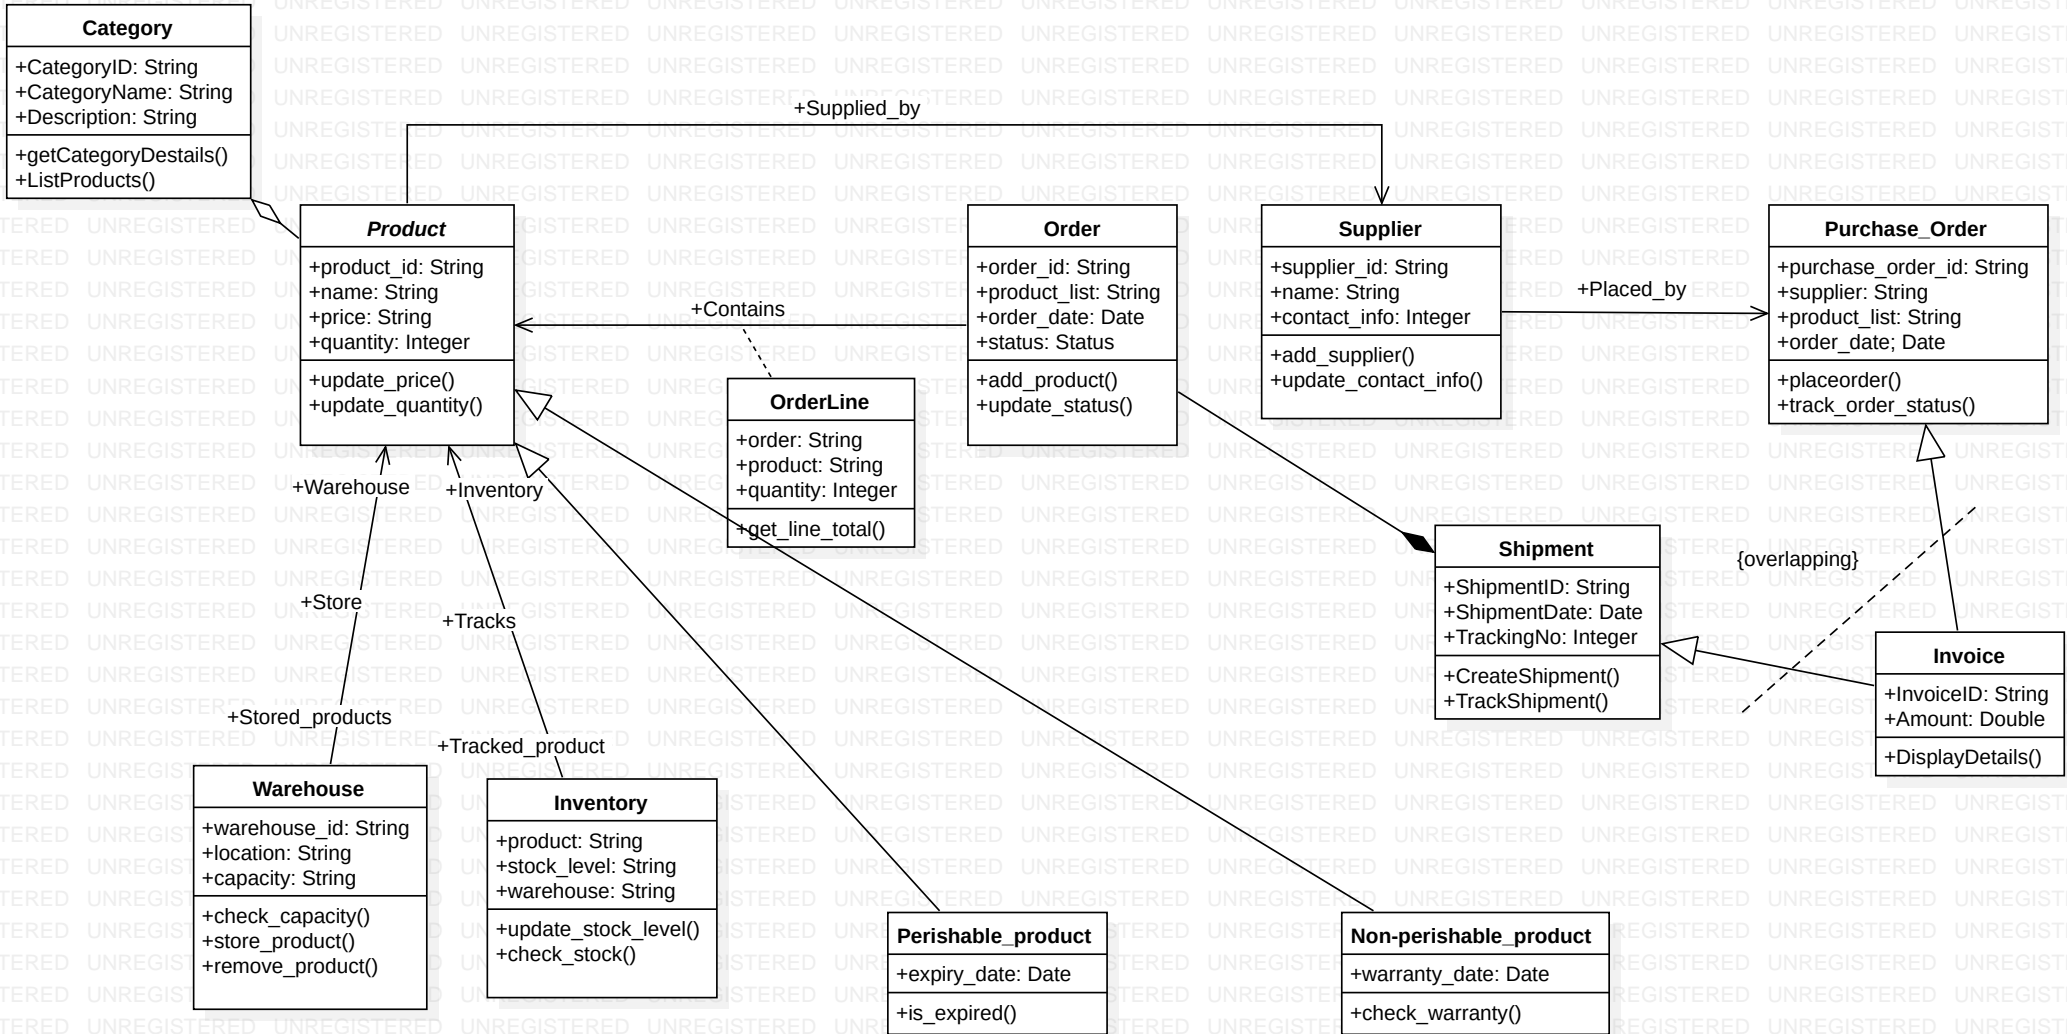 Category
+CategoryID: String
+CategoryName: String
+Description: String
+getCategoryDestails()
+ListProducts()
+Supplied_by
Product
+product_id: String
+name: String
+price: String
+quantity: Integer
+update_price()
+update_quantity()
+Contains
OrderLine
+order: String
+product: String
+quantity: Integer
+get_line_total()
Order
+order_id: String
+product_list: String
+order_date: Date
+status: Status
+add_product()
+update_status()
Supplier
+supplier_id: String
+name: String
+contact_info: Integer
+add_supplier()
+update_contact_info()
+Placed_by
Purchase_Order
+purchase_order_id: String
+supplier: String
+product_list: String
+order_date; Date
+placeorder()
+track_order_status()
+Warehouse
+Inventory
+Store
+Tracks
+Stored_products
+Tracked_product
Shipment
+ShipmentID: String
+ShipmentDate: Date
+TrackingNo: Integer
+CreateShipment()
+TrackShipment()
{overlapping}
Invoice
+InvoiceID: String
+Amount: Double
+DisplayDetails()
Warehouse
+warehouse_id: String
+location: String
+capacity: String
+check_capacity()
+store_product()
+remove_product()
Inventory
+product: String
+stock_level: String
+warehouse: String
+update_stock_level()
+check_stock()
Perishable_product
+expiry_date: Date
+is_expired()
Non-perishable_product
+warranty_date: Date
+check_warranty()
UNREGISTERED